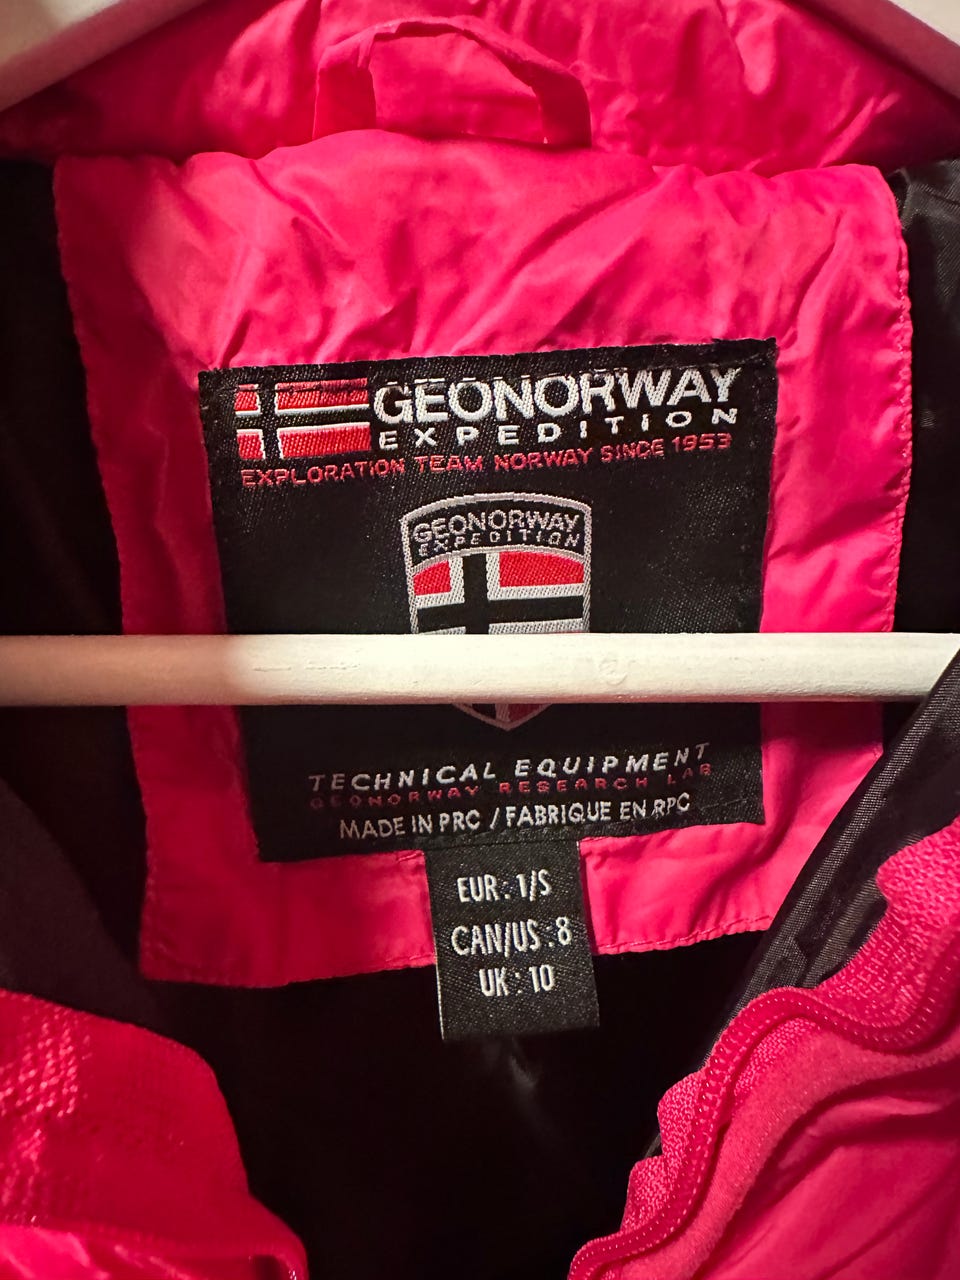 GEONORWAY
EXPEDITION
EXPLORATION TEAM NORWAY SINCE 1953
GEONORWAY
EXPEDITION
TECHNICAL EQUIPMENT
GEONORWAY RESEARCH LAB
MADE IN PRC / FABRIQUE EN RPC
EUR : 1/S
CAN/US : 8
UK : 10